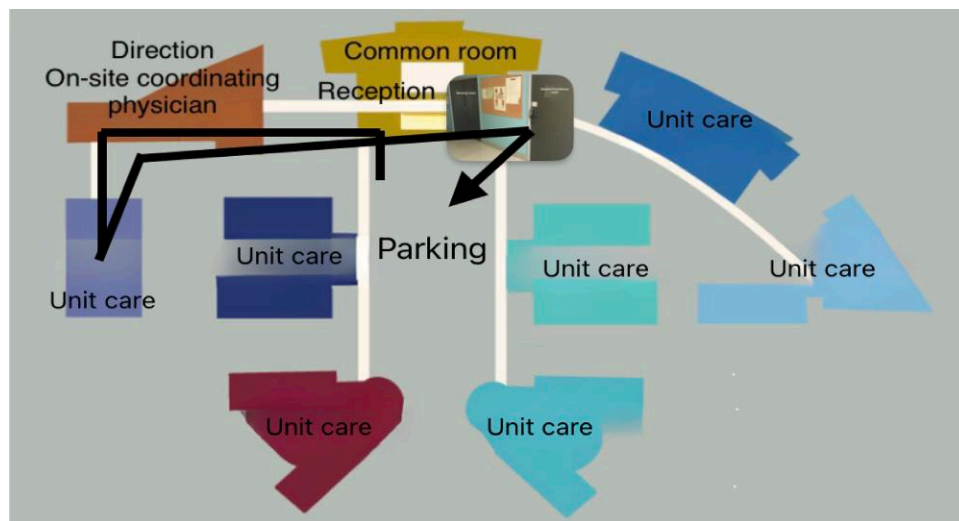 Direction
On-site coordinating
physician
Common room
Reception
Unit care
Parking
Unit care
Unit care
Unit care
Unit care
Unit care
Unit care